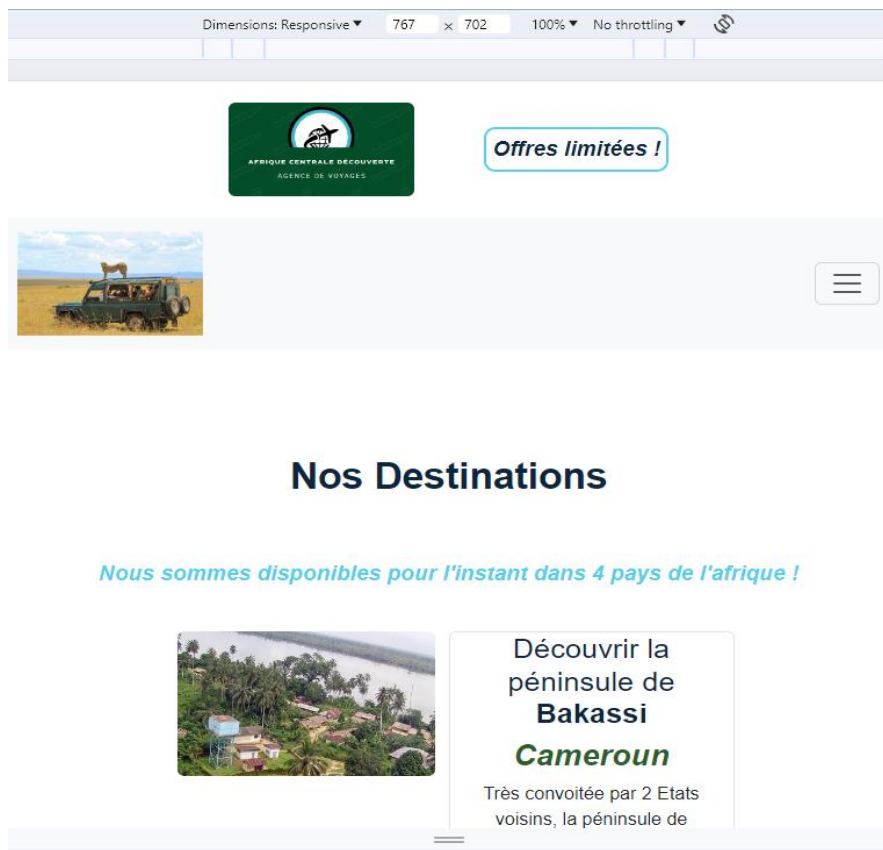 Dimensions: Responsive 767 × 702 100% No throttling
AFRIQUE CENTRALE DÉCOUVERTE
AGENCE DE VOYAGES
Offres limitées !
Nos Destinations
Nous sommes disponibles pour l'instant dans 4 pays de l'afrique !
Découvrir la
péninsule de
Bakassi
Cameroun
Très convoitée par 2 Etats
voisins, la péninsule de